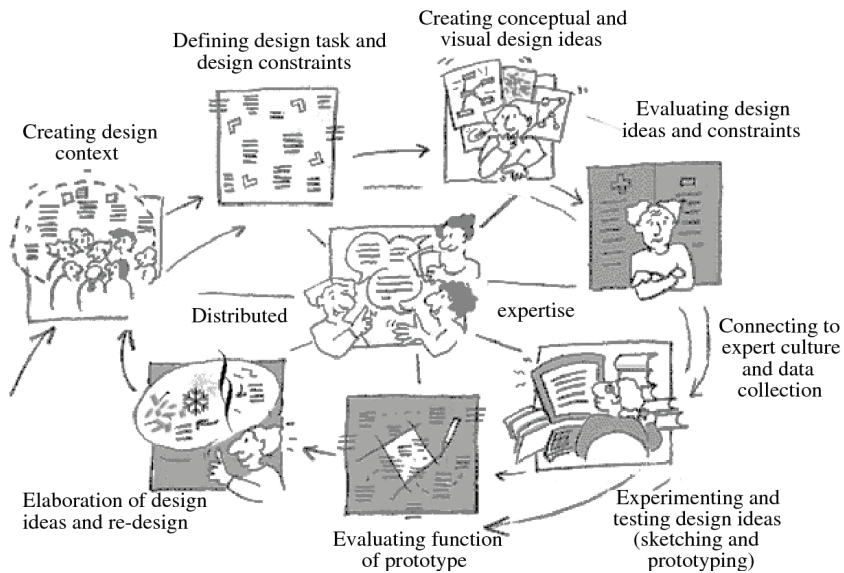 Creating conceptual and
visual design ideas
Defining design task and
design constraints
Evaluating design
ideas and constraints
Creating design
context
Distributed
expertise
Connecting to
expert culture
and data
collection
Elaboration of design
ideas and re-design
Evaluating function
of prototype
Experimenting and
testing design ideas
(sketching and
prototyping)